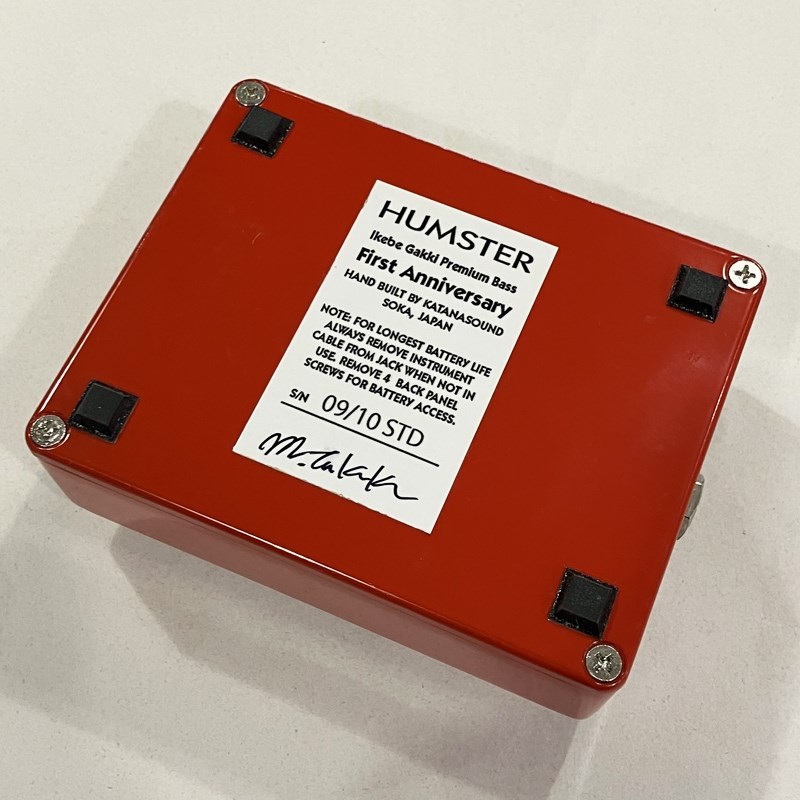 HUMSTER
Ikebe Gakki Premium Bass
First Anniversary
HAND BUILT BY KATANASOUND
SOKA, JAPAN
NOTE: FOR LONGEST BATTERY LIFE
ALWAYS REMOVE INSTRUMENT
CABLE FROM JACK WHEN NOT IN
USE. REMOVE 4 BACK PANEL
SCREWS FOR BATTERY ACCESS.
S/N 09/10 STD